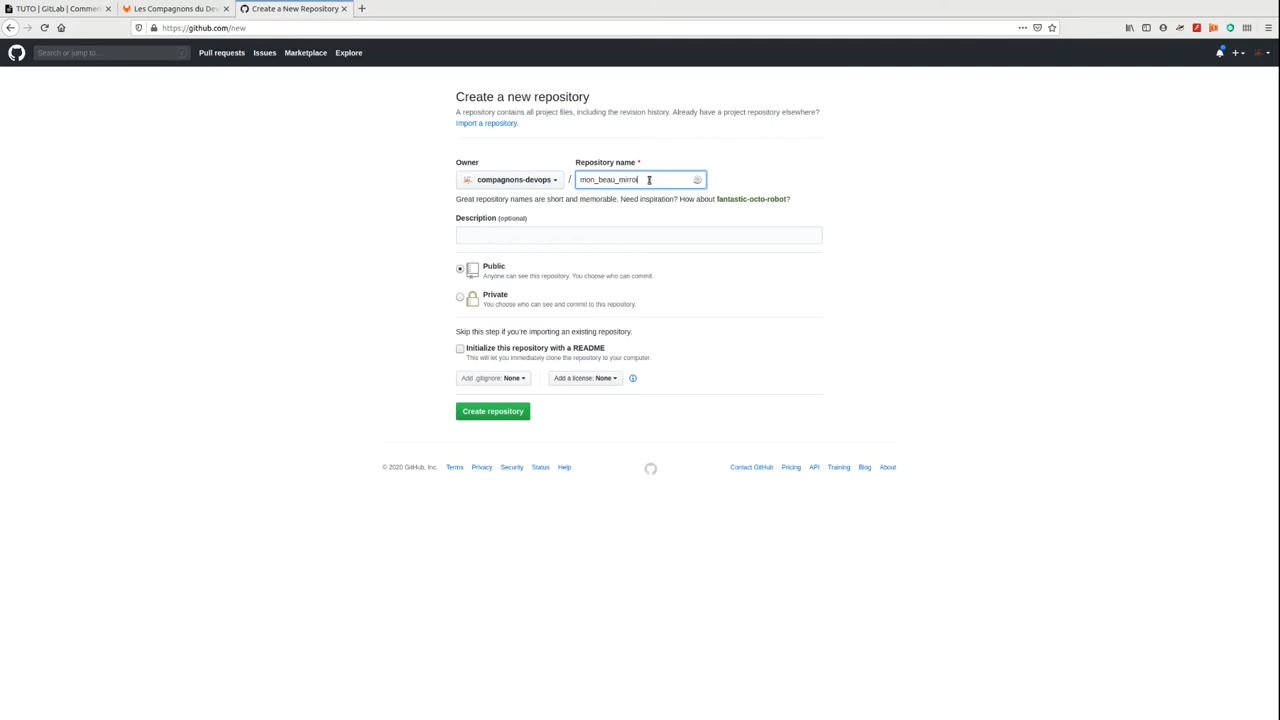 TUTO | GitLab | Commen
Les Compagnons du De
Create a New Repository
https://github.com/new
Search or jump to... /
Pull requests Issues Marketplace Explore
Create a new repository
A repository contains all project files, including the revision history. Already have a project repository elsewhere?
Import a repository.
Owner Repository name *
compagnons-devops / mon_beau_mirroi
Great repository names are short and memorable. Need inspiration? How about fantastic-octo-robot?
Description (optional)
Public
Anyone can see this repository. You choose who can commit.
Private
You choose who can see and commit to this repository.
Skip this step if you're importing an existing repository.
Initialize this repository with a README
This will let you immediately clone the repository to your computer.
Add .gitignore: None Add a license: None
Create repository
© 2020 GitHub, Inc. Terms Privacy Security Status Help Contact GitHub Pricing API Training Blog About